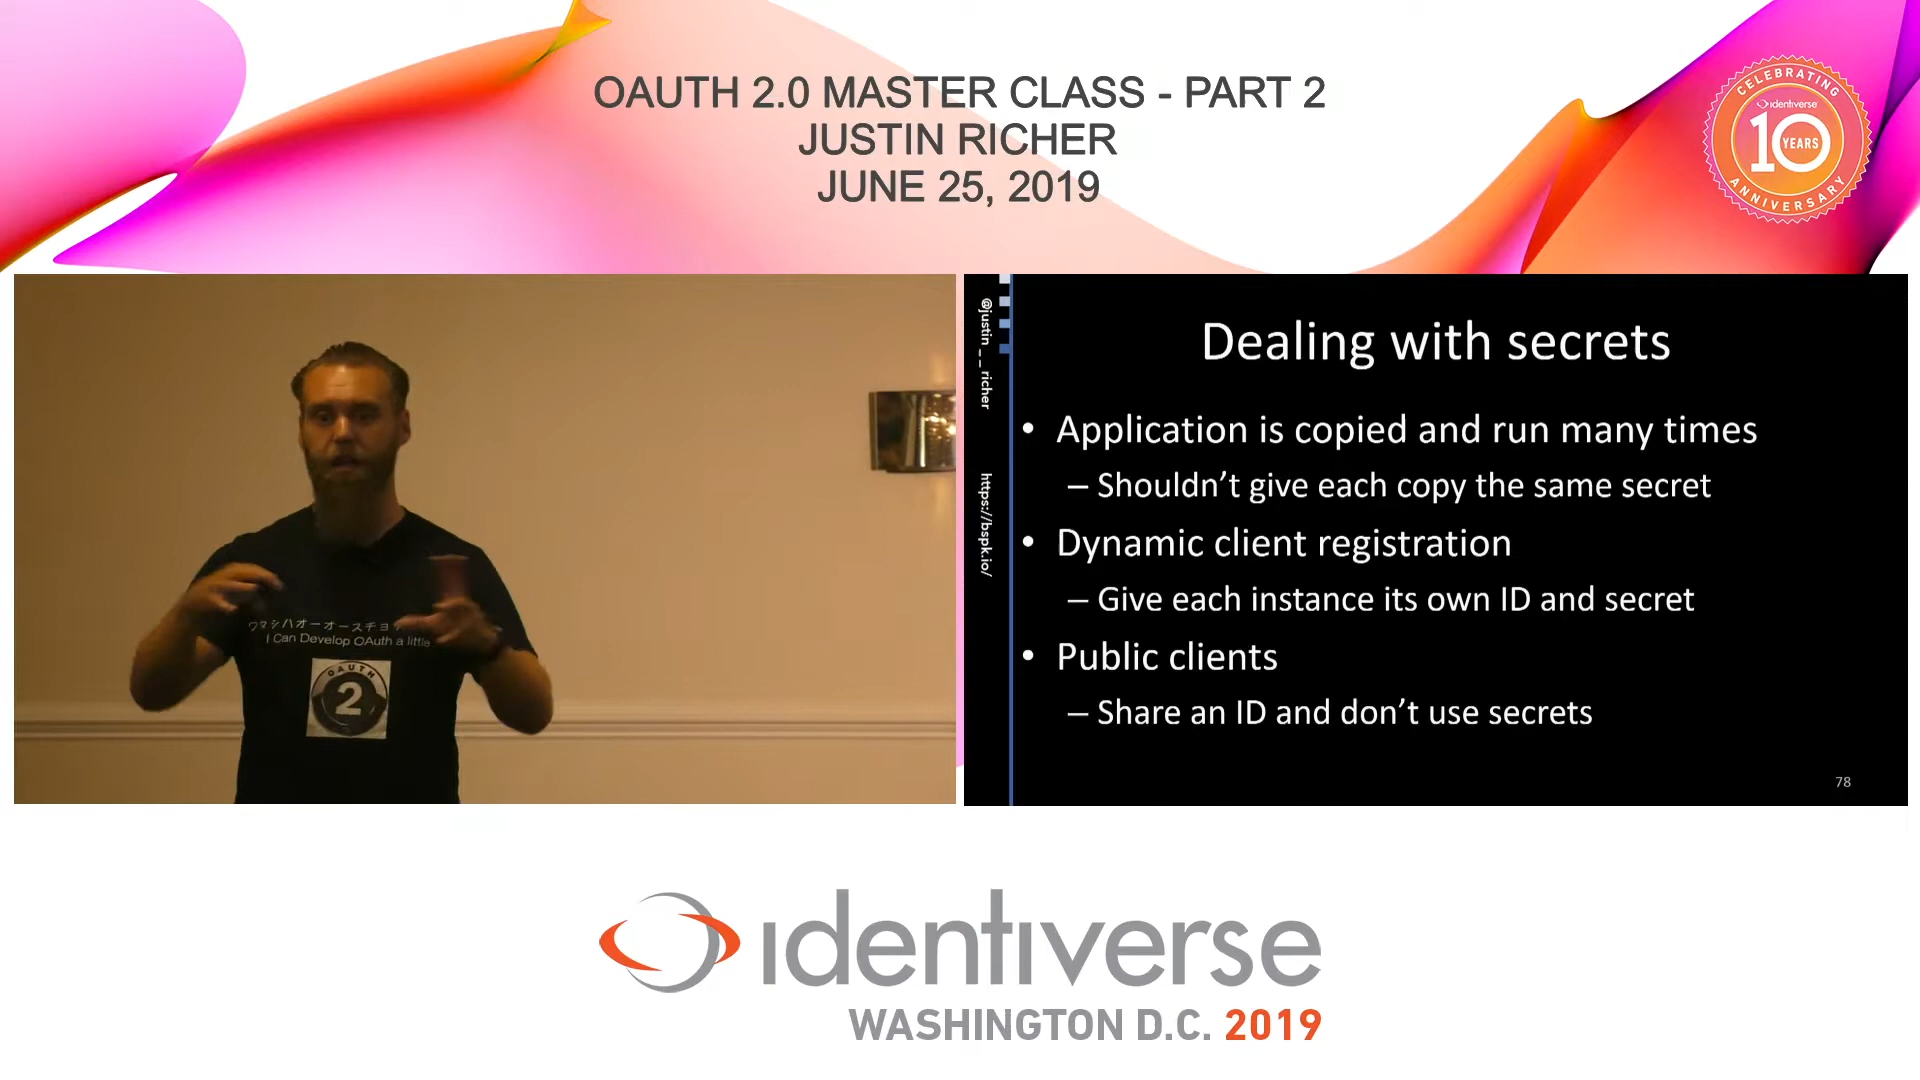 OAUTH 2.0 MASTER CLASS - PART 2
JUSTIN RICHER
JUNE 25, 2019
CELEBRATING
identiverse
10
YEARS
ANNIVERSARY
I Can Develop OAuth a little
OAUTH
2
@justin__richer
https://bspk.io/
Dealing with secrets
• Application is copied and run many times
– Shouldn’t give each copy the same secret
• Dynamic client registration
– Give each instance its own ID and secret
• Public clients
– Share an ID and don’t use secrets
78
identiverse
WASHINGTON D.C. 2019